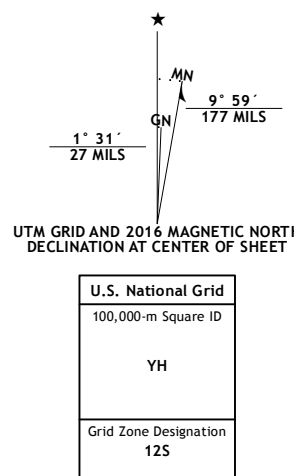 ★
MN
GN
9° 59´
177 MILS
1° 31´
27 MILS
UTM GRID AND 2016 MAGNETIC NORTH
DECLINATION AT CENTER OF SHEET
U.S. National Grid
100,000-m Square ID
YH
Grid Zone Designation
12S